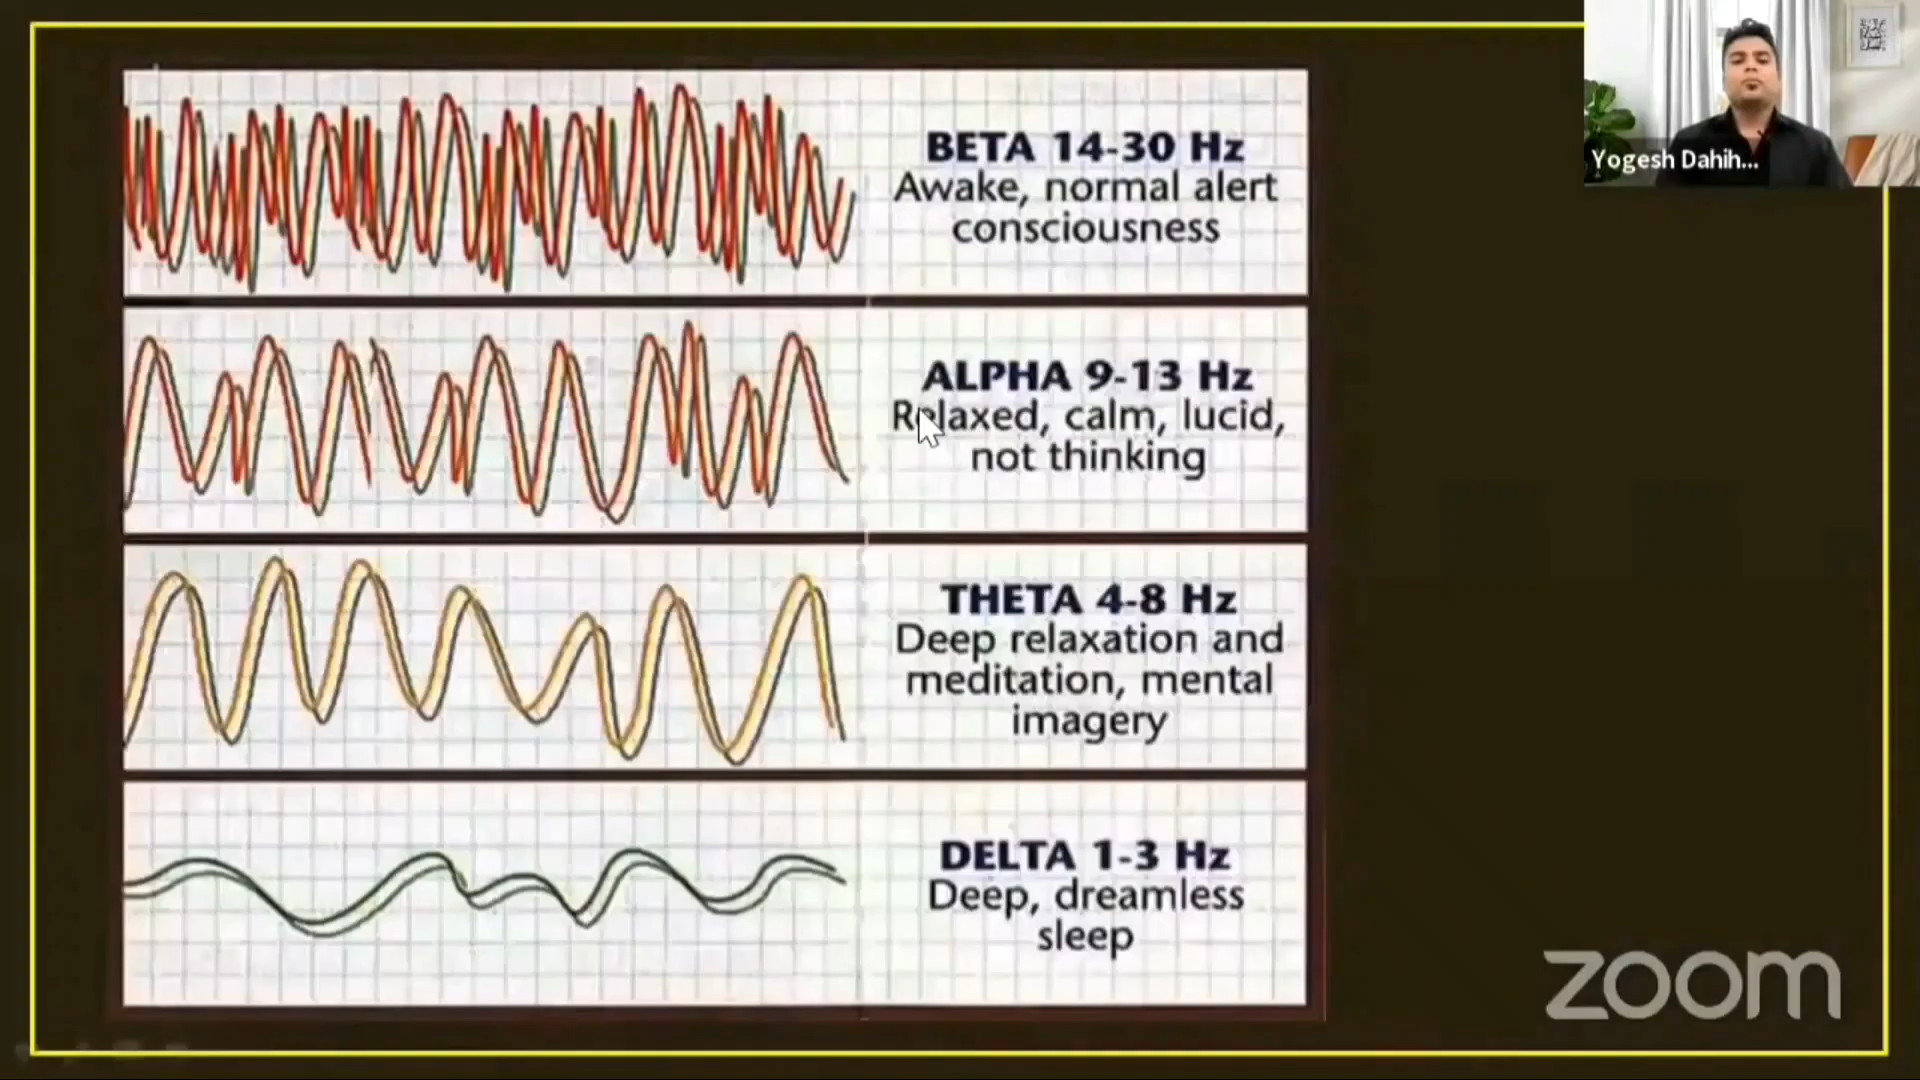 BETA 14-30 Hz
Awake, normal alert
consciousness
Yogesh Dahih...
ALPHA 9-13 Hz
Relaxed, calm, lucid,
not thinking
THETA 4-8 Hz
Deep relaxation and
meditation, mental
imagery
DELTA 1-3 Hz
Deep, dreamless
sleep
zoom